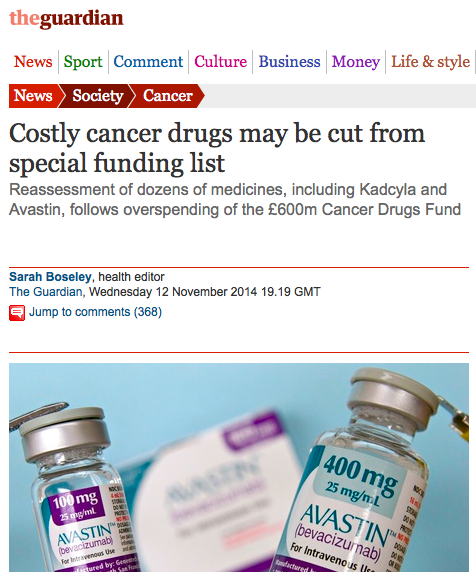 theguardian
News Sport Comment Culture Business Money Life & style
News Society Cancer
Costly cancer drugs may be cut from
special funding list
Reassessment of dozens of medicines, including Kadcyla and
Avastin, follows overspending of the £600m Cancer Drugs Fund
Sarah Boseley, health editor
The Guardian, Wednesday 12 November 2014 19.19 GMT
Jump to comments (368)
100 mg
25 mg/mL
AVASTIN™
(bevacizumab)
For Intravenous Use
AVASTIN
400 mg
25 mg/mL
AVASTIN™
(bevacizumab)
For Intravenous Use